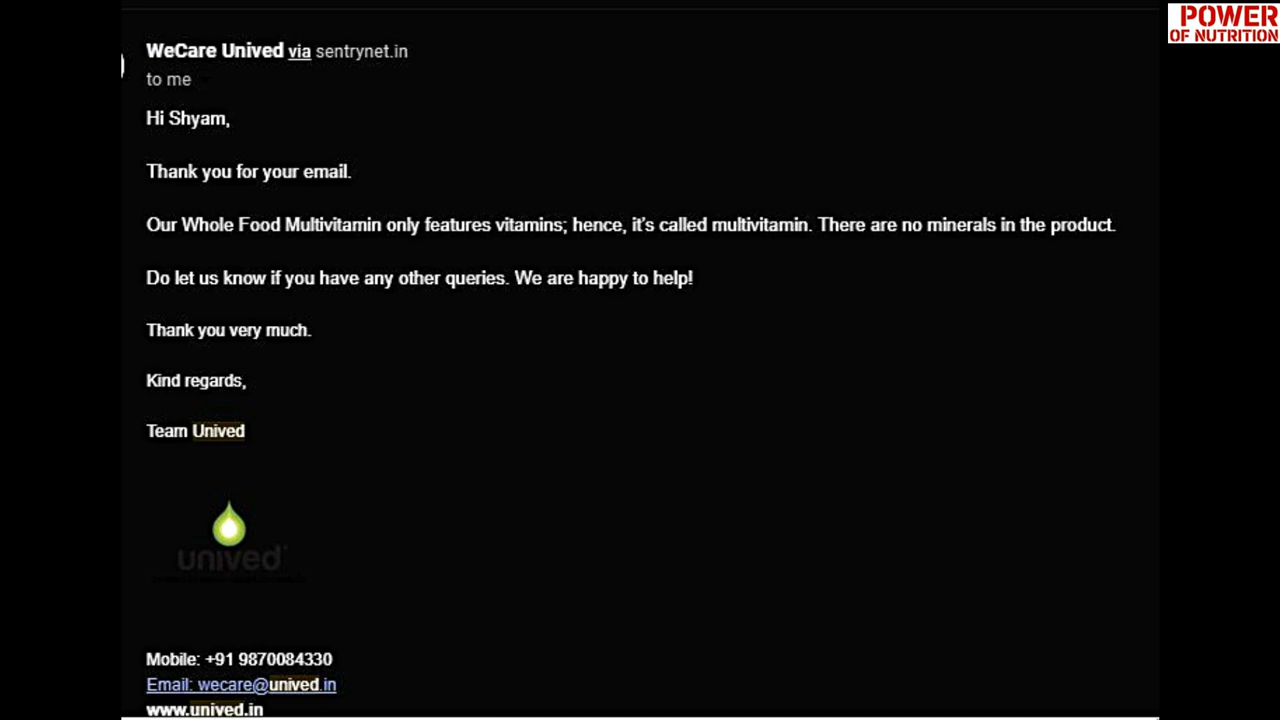 POWER
OF NUTRITION
WeCare Unived via sentrynet.in
to me
Hi Shyam,
Thank you for your email.
Our Whole Food Multivitamin only features vitamins; hence, it's called multivitamin. There are no minerals in the product.
Do let us know if you have any other queries. We are happy to help!
Thank you very much.
Kind regards,
Team Unived
unived
Mobile: +91 9870084330
Email: wecare@unived.in
www.unived.in